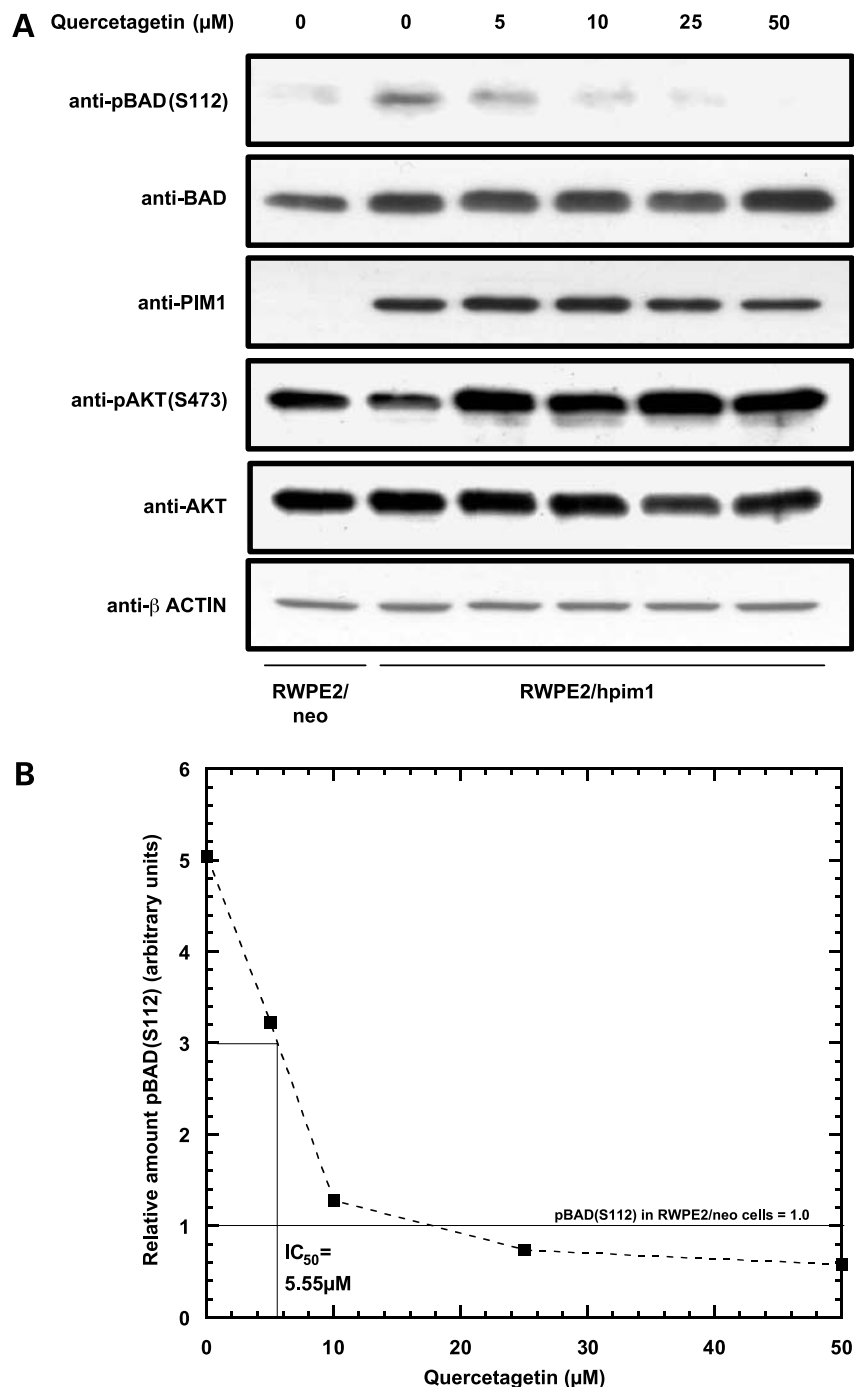 A
Quercetagetin (µM) 0 0 5 10 25 50
anti-pBAD(S112)
anti-BAD
anti-PIM1
anti-pAKT(S473)
anti-AKT
anti-β ACTIN
RWPE2/
neo
RWPE2/hpim1
B
Relative amount pBAD(S112) (arbitrary units)
6
5
4
3
2
1
0
pBAD(S112) in RWPE2/neo cells = 1.0
IC50=
5.55µM
0 10 20 30 40 50
Quercetagetin (µM)